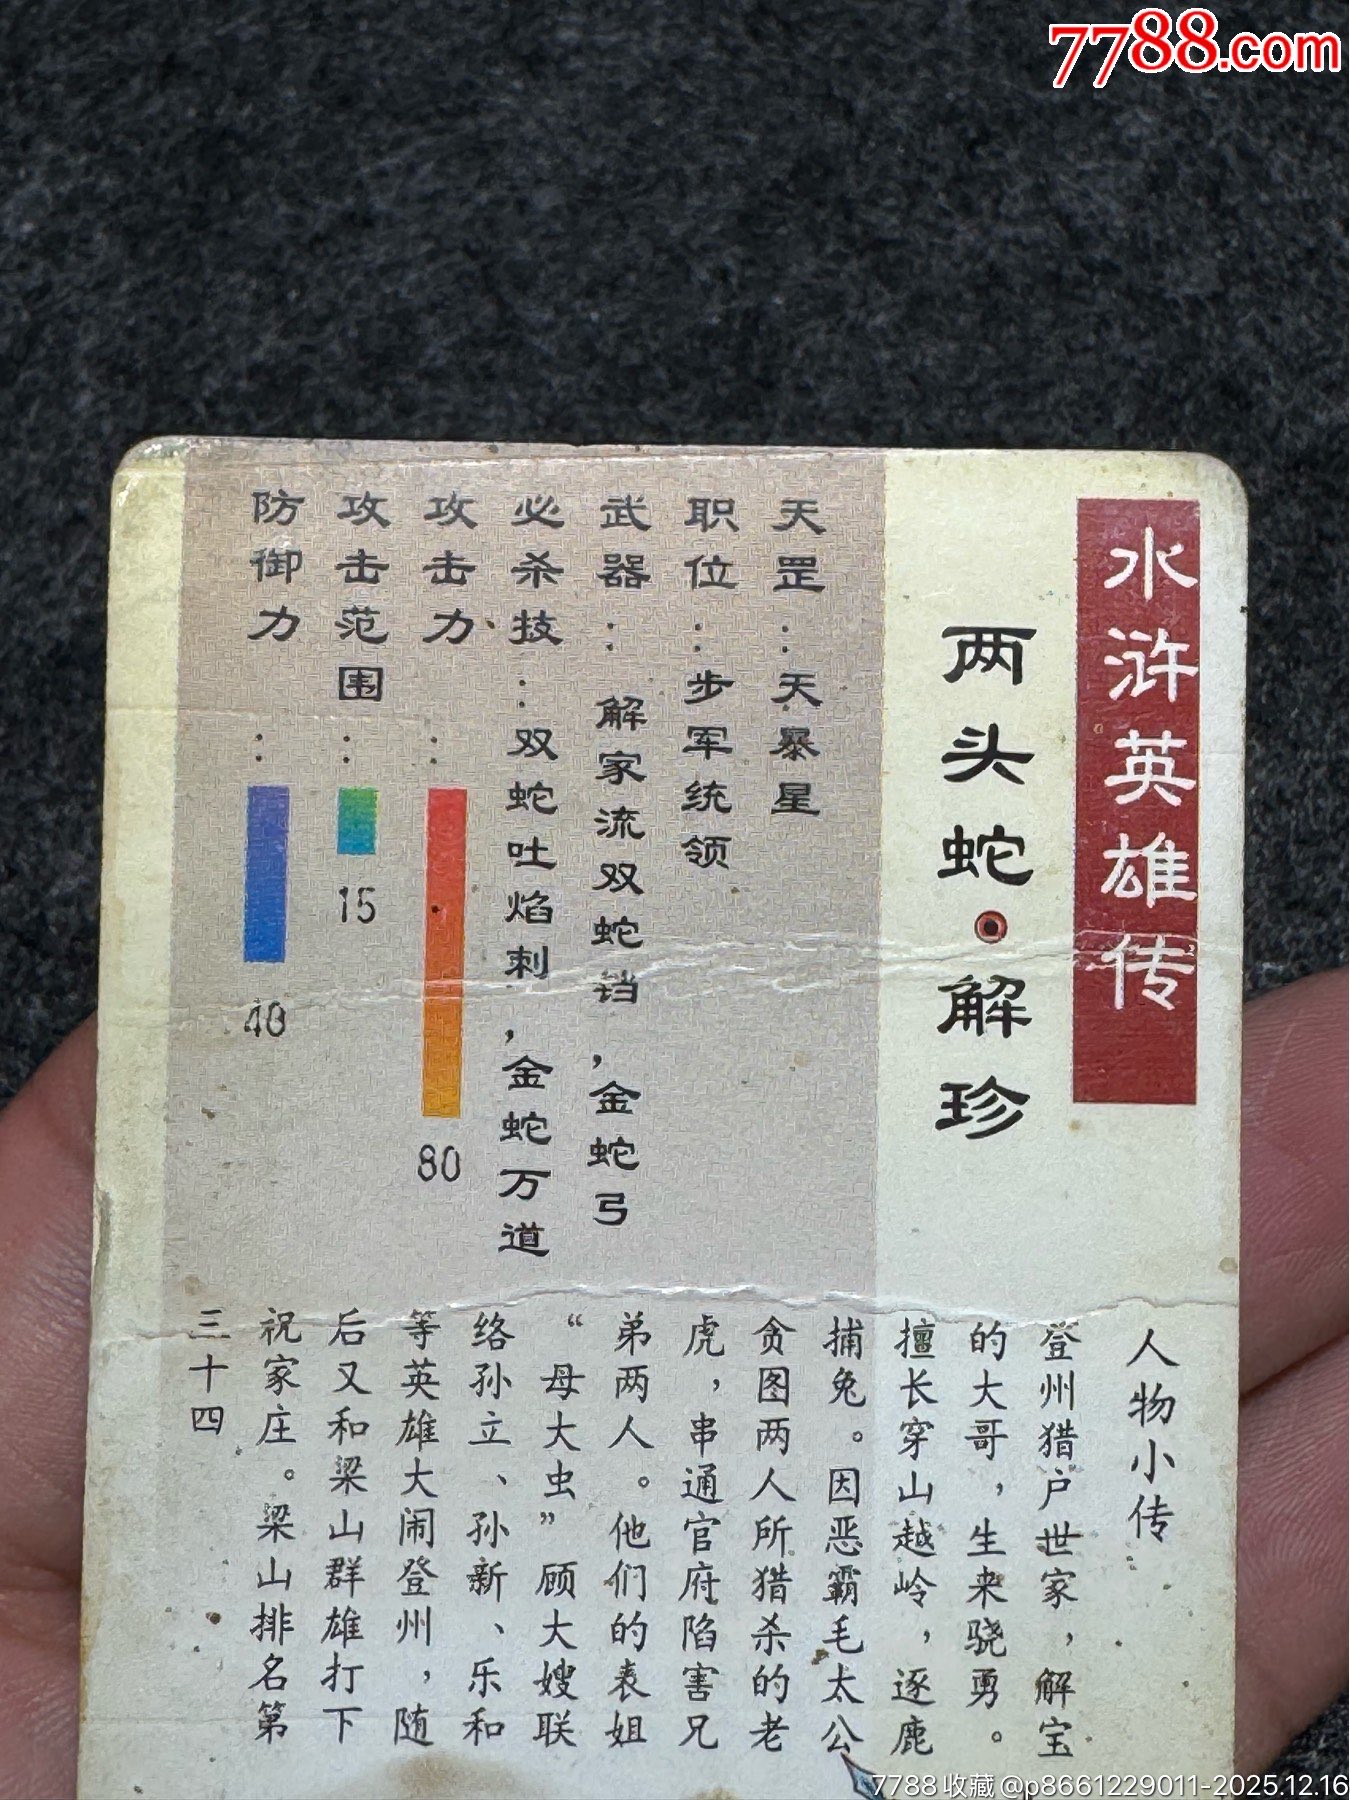 7788.com
水浒英雄传
两头蛇·解珍
天罡:天暴星
职位:步军统领
武器:解家流双蛇铛,金蛇弓
必杀技:双蛇吐焰刺,金蛇万道
攻击力:80
攻击范围:15
防御力:40
人物小传
登州猎户世家,解宝
的大哥,生来骁勇。
擅长穿山越岭,逐鹿
捕兔。因恶霸毛太公
贪图两人所猎杀的老
虎,串通官府陷害兄
弟两人。他们的表姐
“母大虫”顾大嫂联
络孙立、孙新、乐和
等英雄大闹登州,随
后又和梁山群雄打下
祝家庄。梁山排名第
三十四
7788收藏@p8661229011-2025.12.16